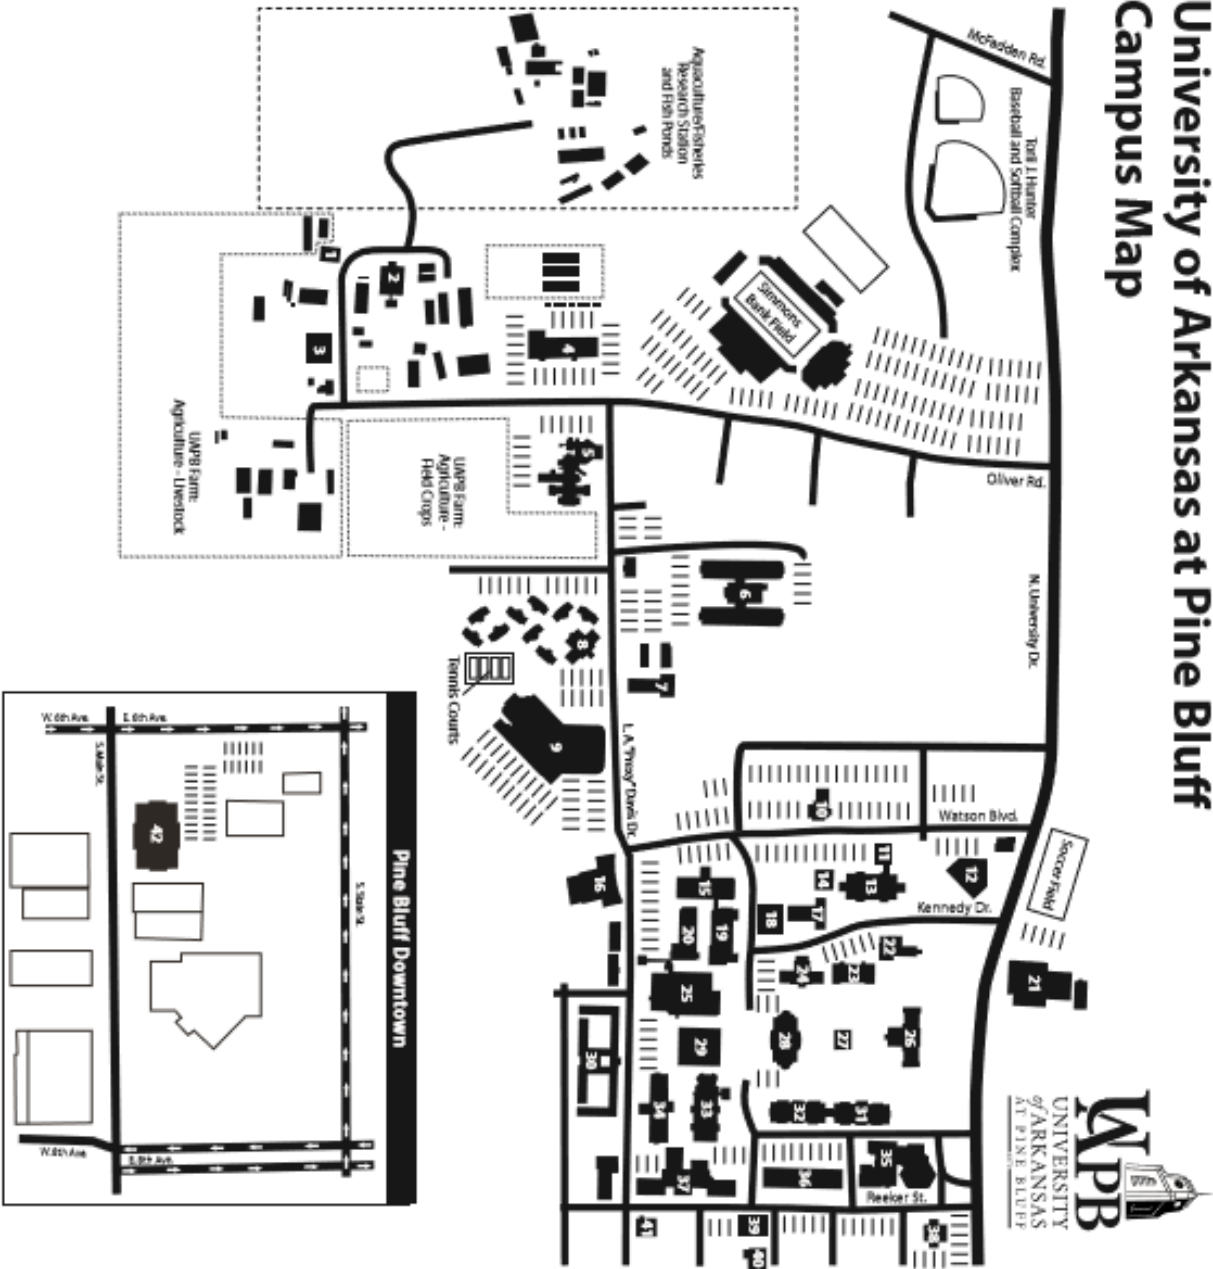 University of Arkansas at Pine Bluff
Campus Map
McFadden Rd.
Torii J. Hunter
Baseball and Softball Complex
Aquaculture/Fisheries
Research Station
and Fish Ponds
Simmons
Bank Field
Oliver Rd.
N. University Dr.
1
2
3
4
5
6
7
8
9
UAPB Farm:
Agriculture - Livestock
UAPB Farm:
Agriculture -
Field Crops
Tennis Courts
L.A. "Prexy" Davis Dr.
Watson Blvd.
Soccer Field
Kennedy Dr.
10
11
12
13
14
15
16
17
18
19
20
21
22
23
24
25
26
27
28
29
30
31
32
33
34
35
36
37
38
39
40
41
Reeker St.
UAPB
UNIVERSITY
of ARKANSAS
AT PINE BLUFF
Pine Bluff Downtown
W. 6th Ave.
E. 6th Ave.
S. Main St.
S. State St.
42
W. 8th Ave.
E. 8th Ave.